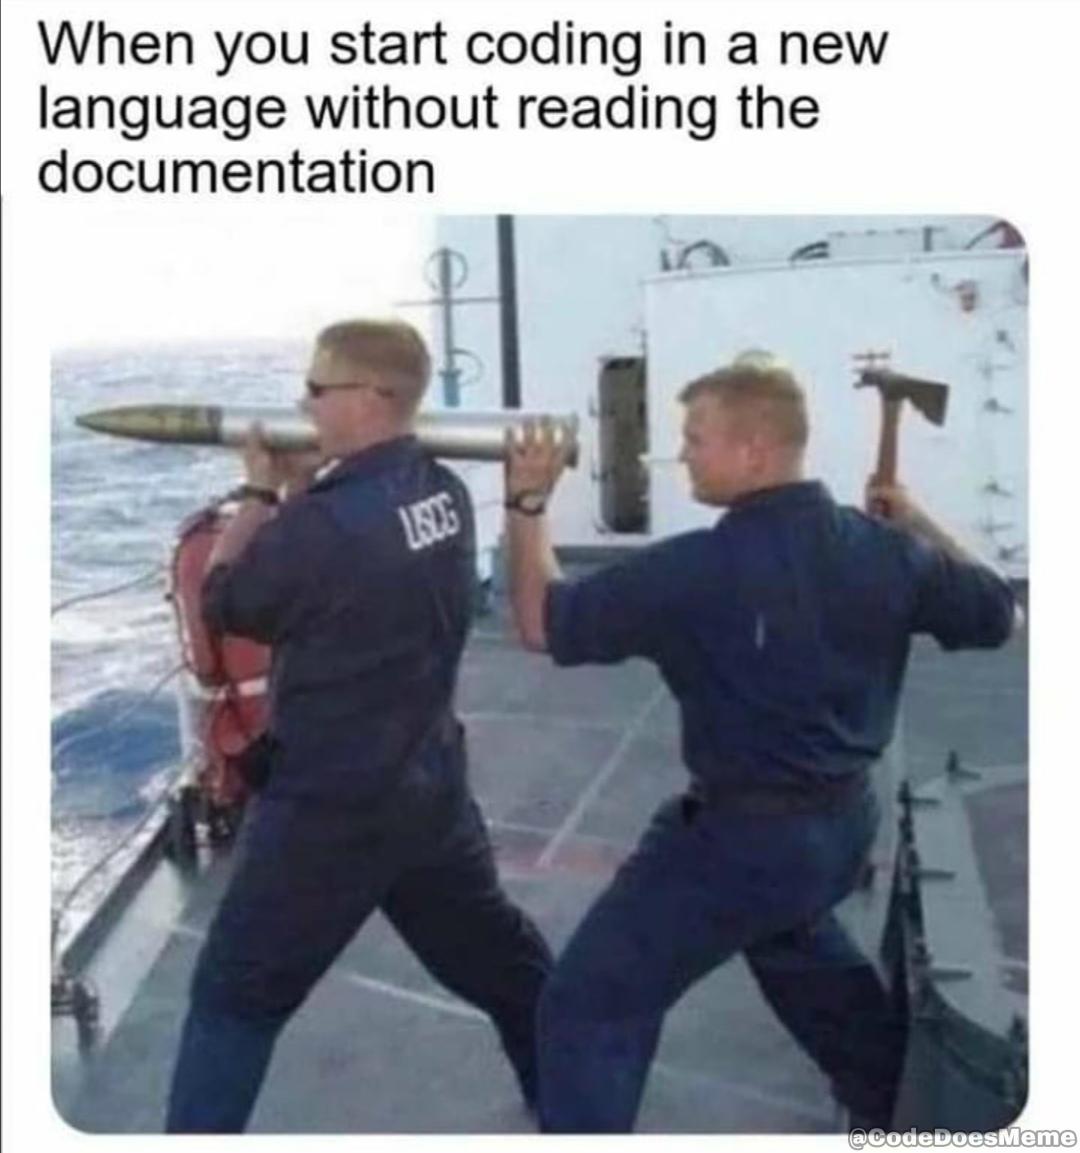 When you start coding in a new
language without reading the
documentation
USCG
@CodeDoesMeme